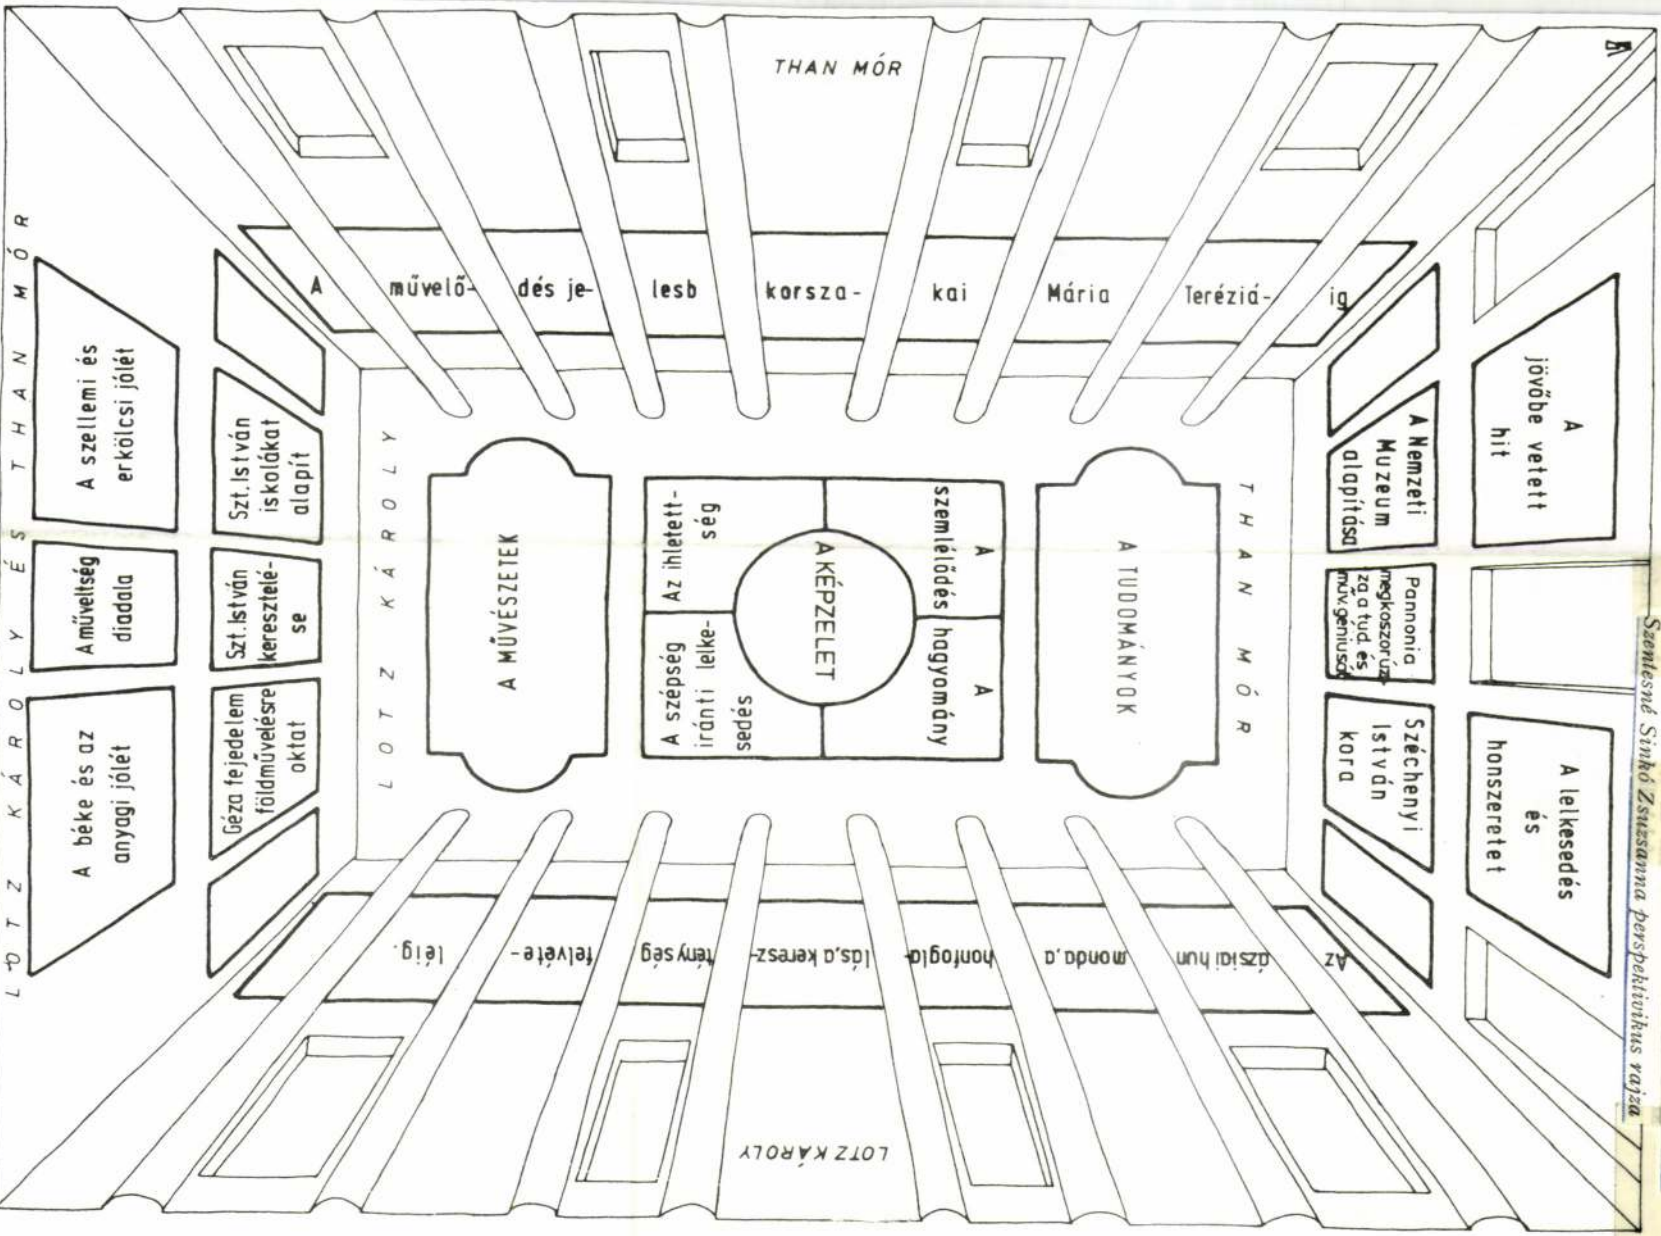 THAN MÓR
A művelő- dés je- lesb korsza- kai Mária Teréziá- ig
LOTZ KÁROLY ÉS THAN MÓR
A szellemi és
erkölcsi jólét
A műveltség
diadala
A béke és az
anyagi jólét
Szt. István
iskolákat
alapít
Szt. István
keresztelé-
se
Géza fejedelem
földművelésre
oktat
LOTZ KÁROLY
A MŰVÉSZETEK
Az ihletett-
ség
A szépség
iránti lelke-
sedés
A KÉPZELET
A
szemlélődés
A
hagyomány
A TUDOMÁNYOK
THAN MÓR
A Nemzeti
Muzeum
alapítása
Pannonia
megkoszorúz-
za a tud. és
műv. géniusát
Széchenyi
István
kora
A
jövőbe vetett
hit
A lelkesedés
és
honszeretet
Az ázsiai hun monda, a honfogla- lás, a keresz- ténység felvéte- léig.
LOTZ KÁROLY
Szentesné Sinkó Zsuzsanna perspektivikus rajza